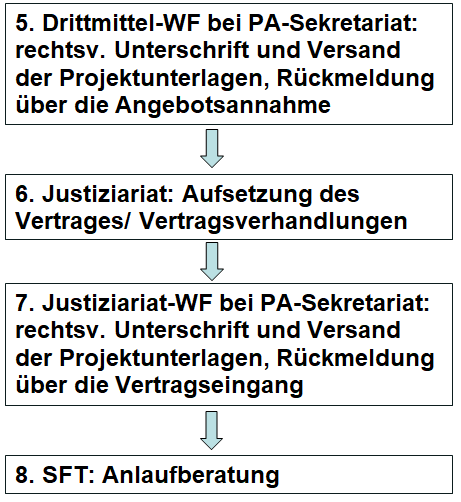 5. Drittmittel-WF bei PA-Sekretariat:
rechtsv. Unterschrift und Versand
der Projektunterlagen, Rückmeldung
über die Angebotsannahme
6. Justiziariat: Aufsetzung des
Vertrages/ Vertragsverhandlungen
7. Justiziariat-WF bei PA-Sekretariat:
rechtsv. Unterschrift und Versand
der Projektunterlagen, Rückmeldung
über die Vertragseingang
8. SFT: Anlaufberatung